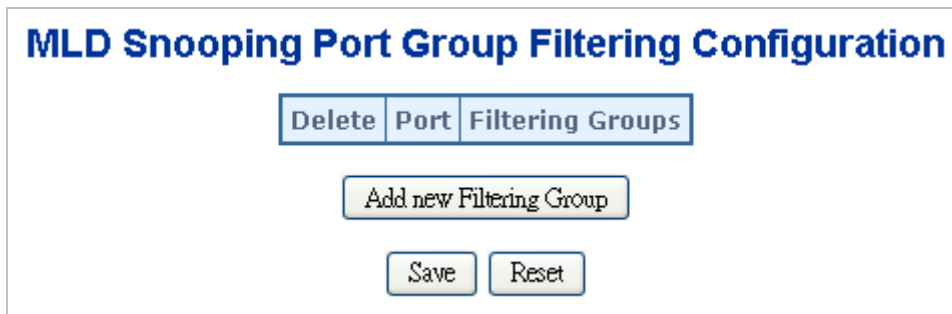 MLD Snooping Port Group Filtering Configuration
Delete Port Filtering Groups
Add new Filtering Group
Save Reset